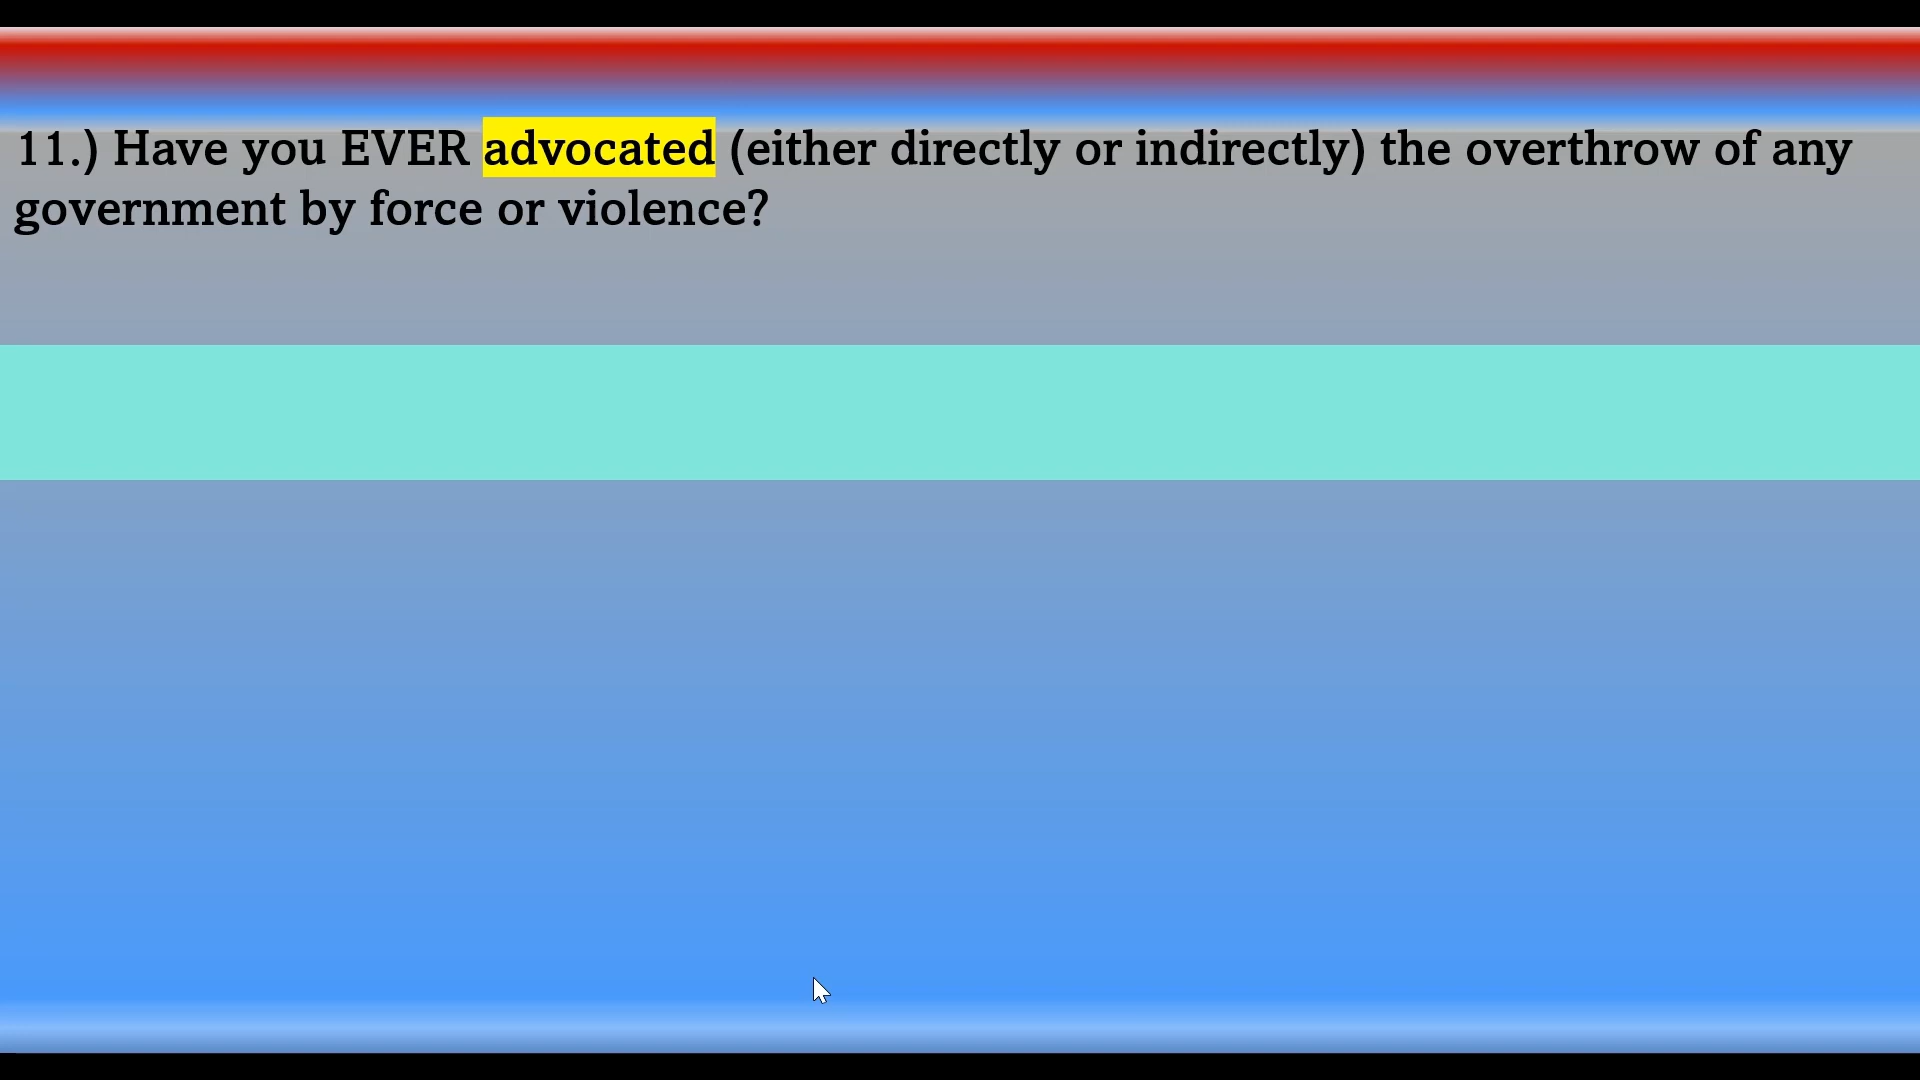 11.) Have you EVER advocated (either directly or indirectly) the overthrow of any
government by force or violence?